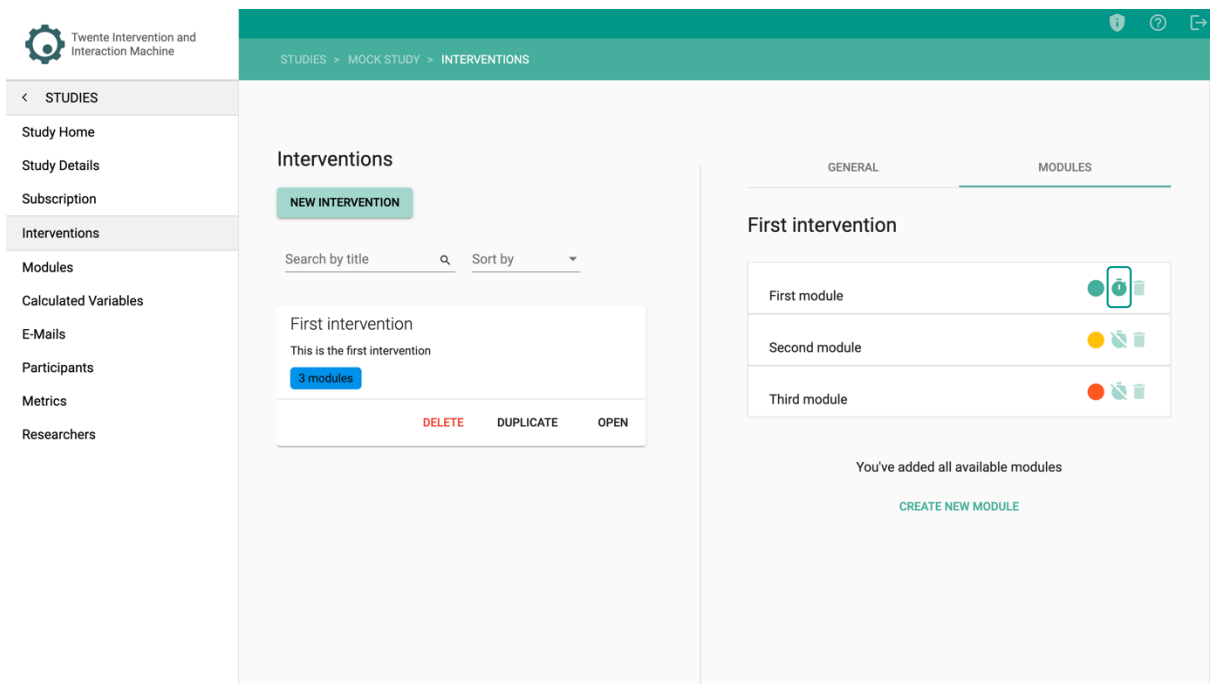 Twente Intervention and
Interaction Machine
STUDIES > MOCK STUDY > INTERVENTIONS
< STUDIES
Study Home
Study Details
Subscription
Interventions
Modules
Calculated Variables
E-Mails
Participants
Metrics
Researchers
Interventions
NEW INTERVENTION
Search by title
Sort by
First intervention
This is the first intervention
3 modules
DELETE DUPLICATE OPEN
GENERAL MODULES
First intervention
First module
Second module
Third module
You've added all available modules
CREATE NEW MODULE